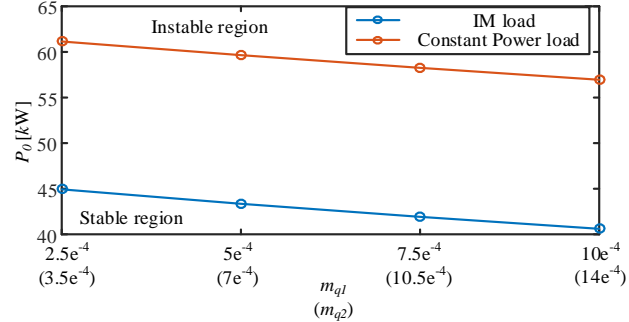 65
60
55
50
45
40
P0 [kW]
Instable region
IM load
Constant Power load
Stable region
2.5e-4 5e-4 7.5e-4 10e-4
(3.5e-4) (7e-4) (10.5e-4) (14e-4)
mq1
(mq2)